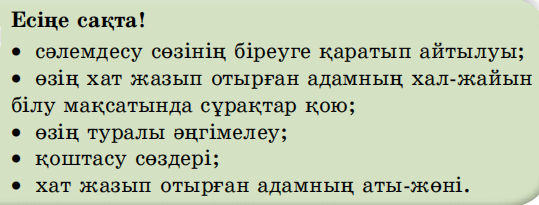 Есіңе сақта!
• сәлемдесу сөзінің біреуге қаратып айтылуы;
• өзің хат жазып отырған адамның хал-жайын
білу мақсатында сұрақтар қою;
• өзің туралы әңгімелеу;
• қоштасу сөздері;
• хат жазып отырған адамның аты-жөні.